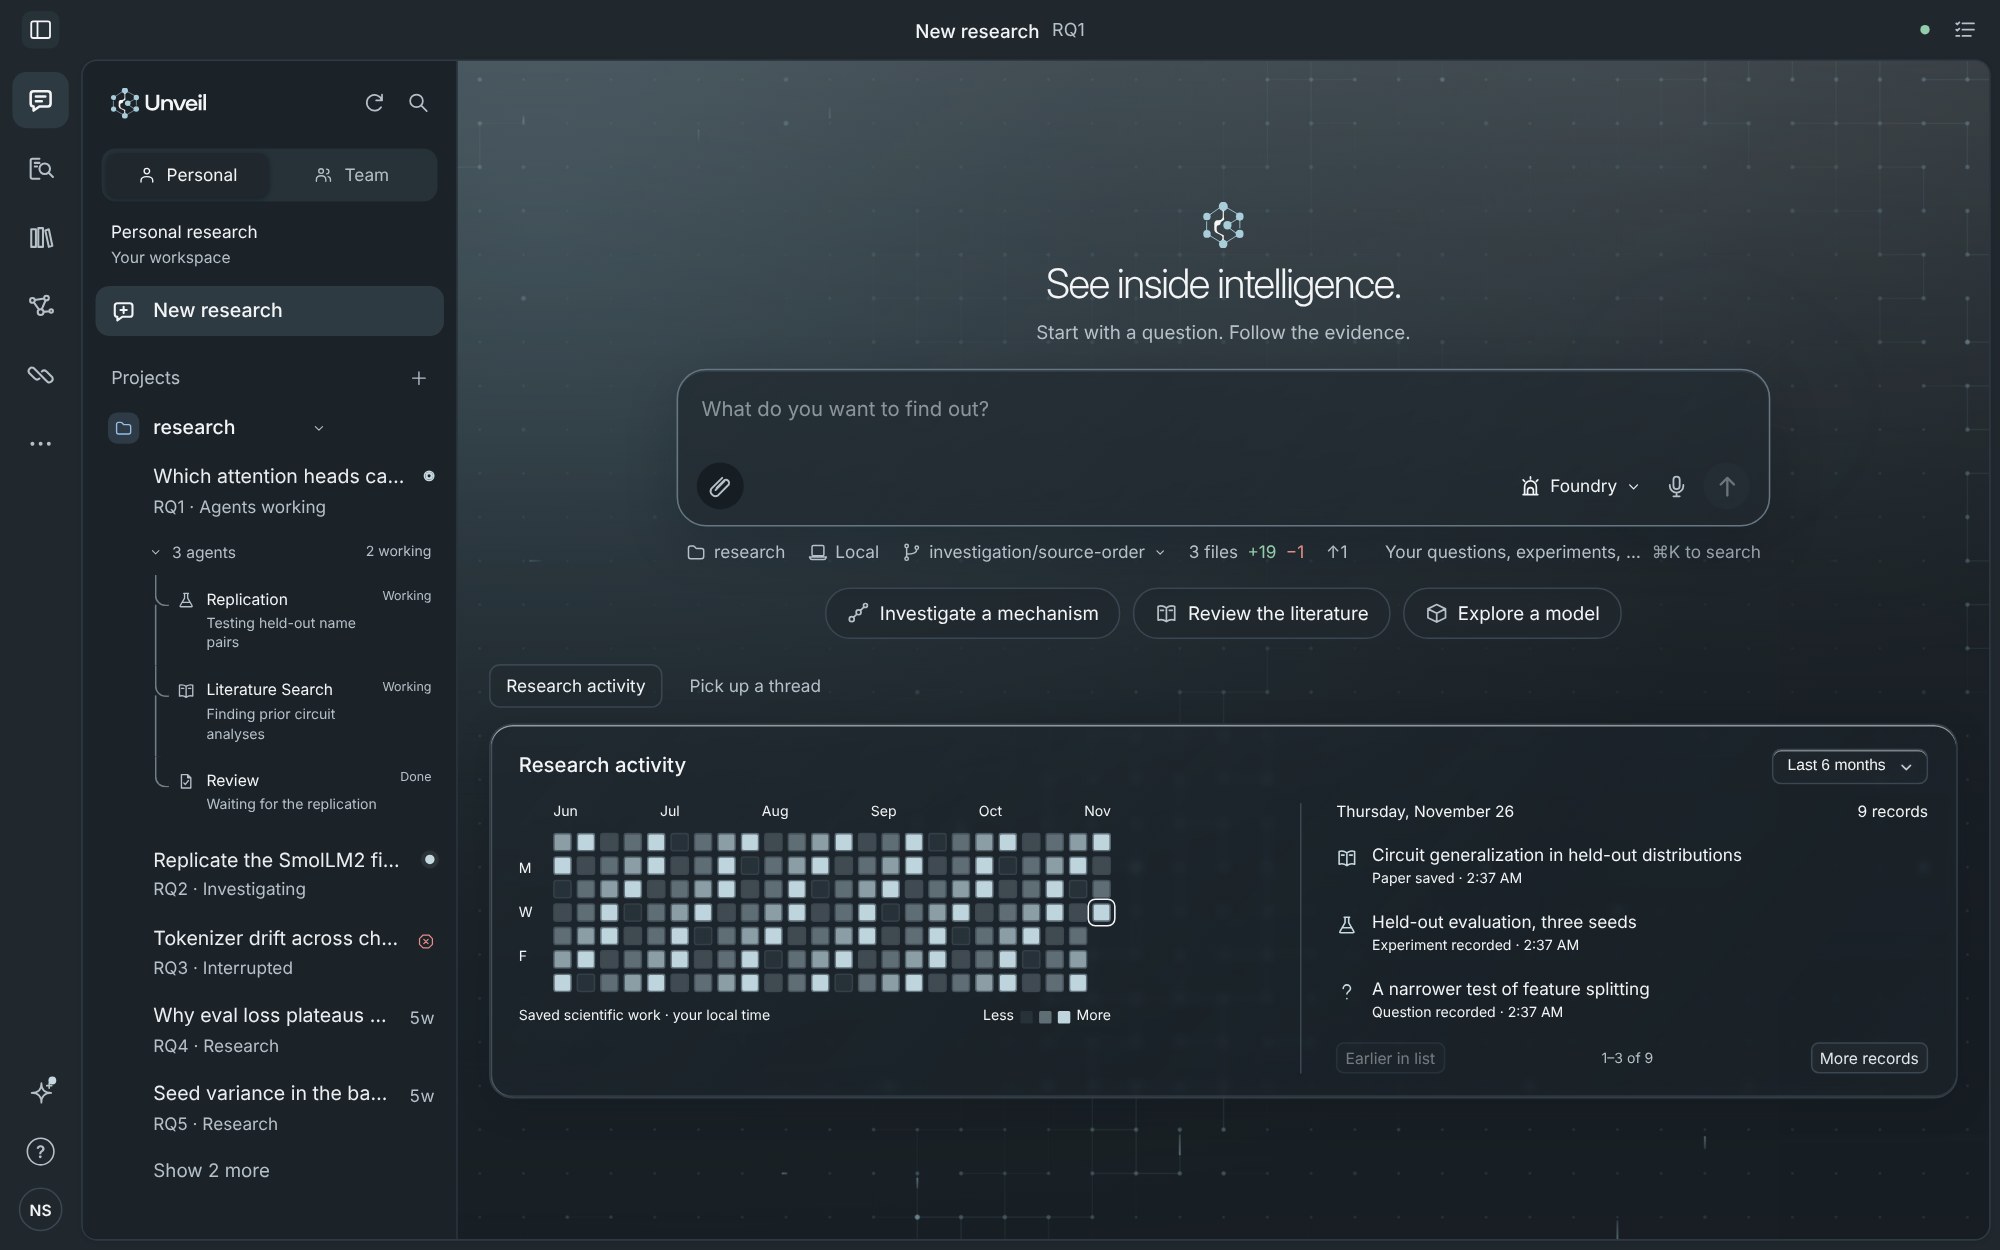 New research RQ1
Unveil
Personal Team
Personal research
Your workspace
New research
Projects
research
Which attention heads ca...
RQ1 · Agents working
3 agents 2 working
Replication Working
Testing held-out name
pairs
Literature Search Working
Finding prior circuit
analyses
Review Done
Waiting for the replication
Replicate the SmolLM2 fi...
RQ2 · Investigating
Tokenizer drift across ch...
RQ3 · Interrupted
Why eval loss plateaus ... 5w
RQ4 · Research
Seed variance in the ba... 5w
RQ5 · Research
Show 2 more
NS
See inside intelligence.
Start with a question. Follow the evidence.
What do you want to find out?
Foundry
research Local investigation/source-order 3 files +19 −1 ↑1 Your questions, experiments, ... ⌘K to search
Investigate a mechanism Review the literature Explore a model
Research activity Pick up a thread
Research activity
Last 6 months
Jun Jul Aug Sep Oct Nov
M
W
F
Saved scientific work · your local time Less More
Thursday, November 26 9 records
Circuit generalization in held-out distributions
Paper saved · 2:37 AM
Held-out evaluation, three seeds
Experiment recorded · 2:37 AM
A narrower test of feature splitting
Question recorded · 2:37 AM
Earlier in list 1–3 of 9 More records